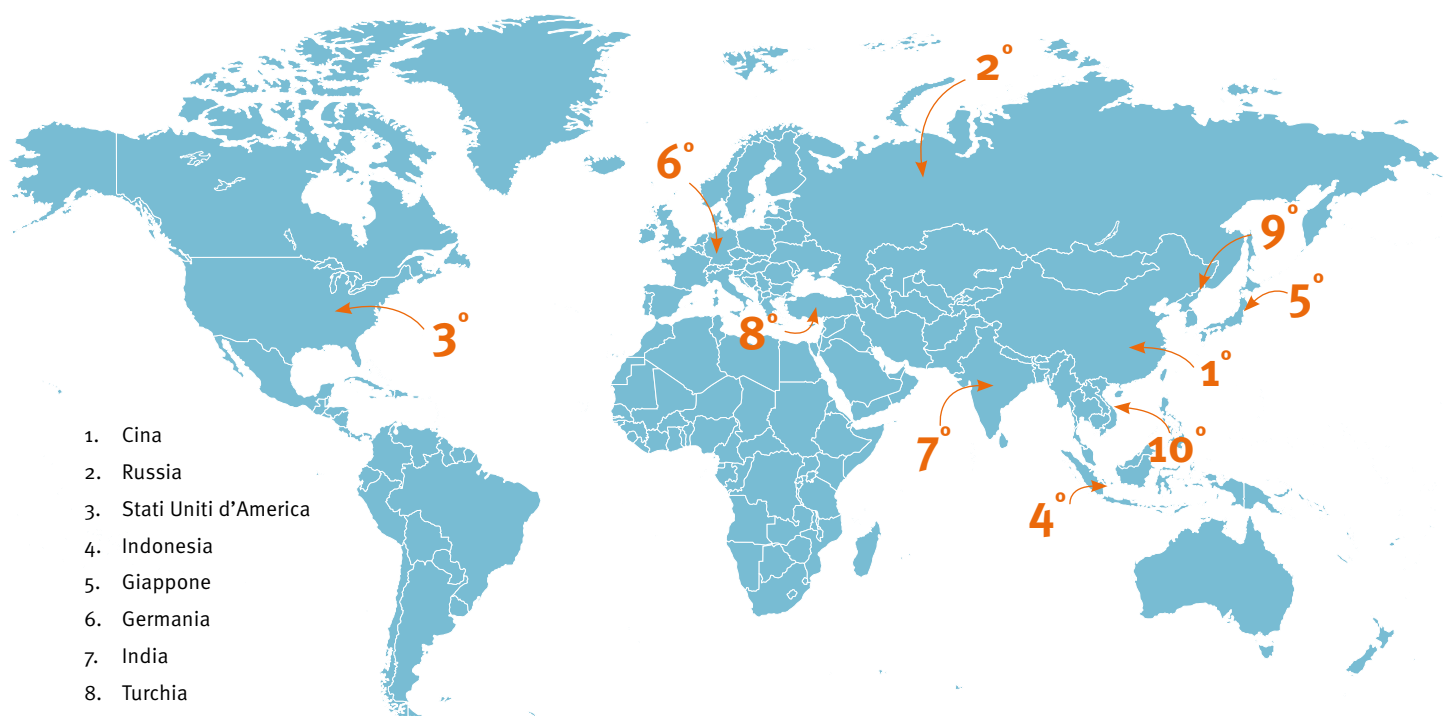 2°
6°
9°
5°
3°
8°
1°
7°
10°
4°
1. Cina
2. Russia
3. Stati Uniti d’America
4. Indonesia
5. Giappone
6. Germania
7. India
8. Turchia